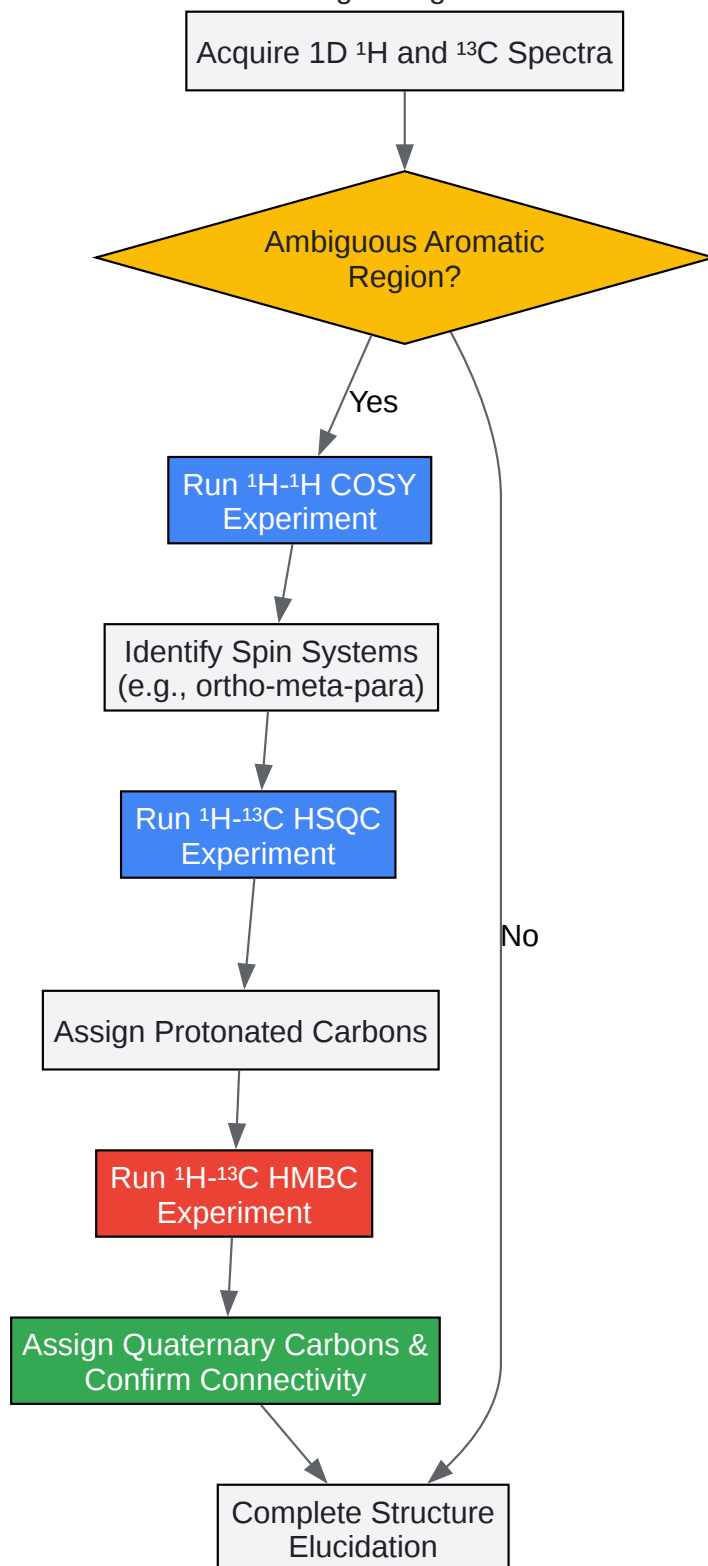 Acquire 1D ¹H and ¹³C Spectra
Ambiguous Aromatic
Region?
Yes
Run ¹H-¹H COSY
Experiment
Identify Spin Systems
(e.g., ortho-meta-para)
Run ¹H-¹³C HSQC
Experiment
No
Assign Protonated Carbons
Run ¹H-¹³C HMBC
Experiment
Assign Quaternary Carbons &
Confirm Connectivity
Complete Structure
Elucidation